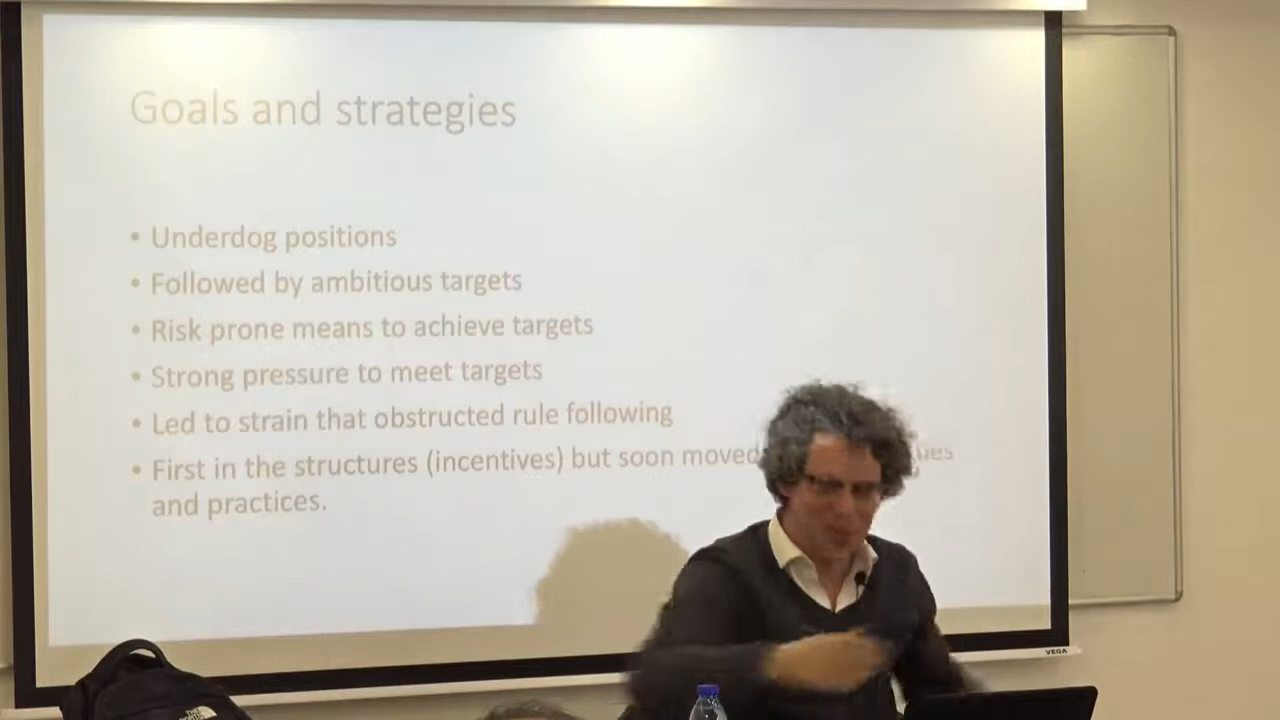 Goals and strategies
• Underdog positions
• Followed by ambitious targets
• Risk prone means to achieve targets
• Strong pressure to meet targets
• Led to strain that obstructed rule following
• First in the structures (incentives) but soon moved
and practices.
VEGA